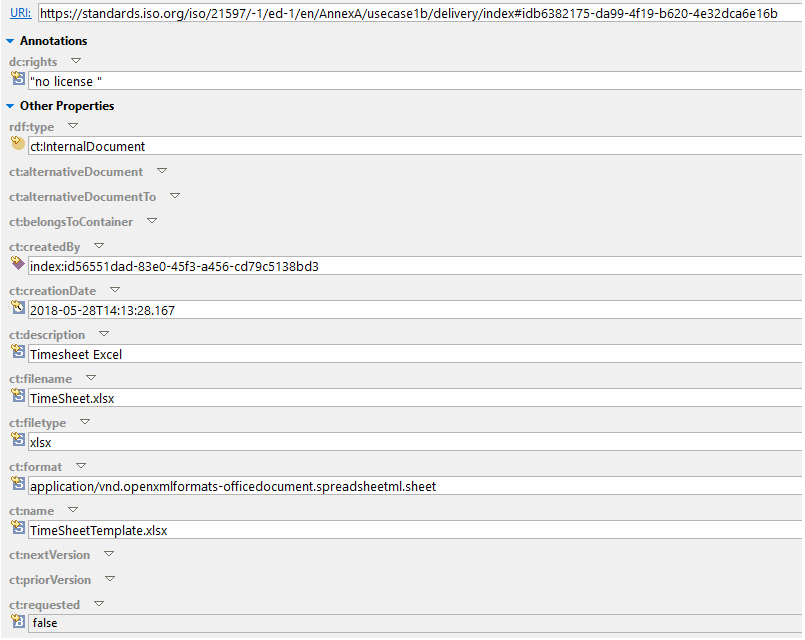 URI: https://standards.iso.org/iso/21597/-1/ed-1/en/AnnexA/usecase1b/delivery/index#idb6382175-da99-4f19-b620-4e32dca6e16b
Annotations
dc:rights
"no license "
Other Properties
rdf:type
ct:InternalDocument
ct:alternativeDocument
ct:alternativeDocumentTo
ct:belongsToContainer
ct:createdBy
index:id56551dad-83e0-45f3-a456-cd79c5138bd3
ct:creationDate
2018-05-28T14:13:28.167
ct:description
Timesheet Excel
ct:filename
TimeSheet.xlsx
ct:filetype
xlsx
ct:format
application/vnd.openxmlformats-officedocument.spreadsheetml.sheet
ct:name
TimeSheetTemplate.xlsx
ct:nextVersion
ct:priorVersion
ct:requested
false